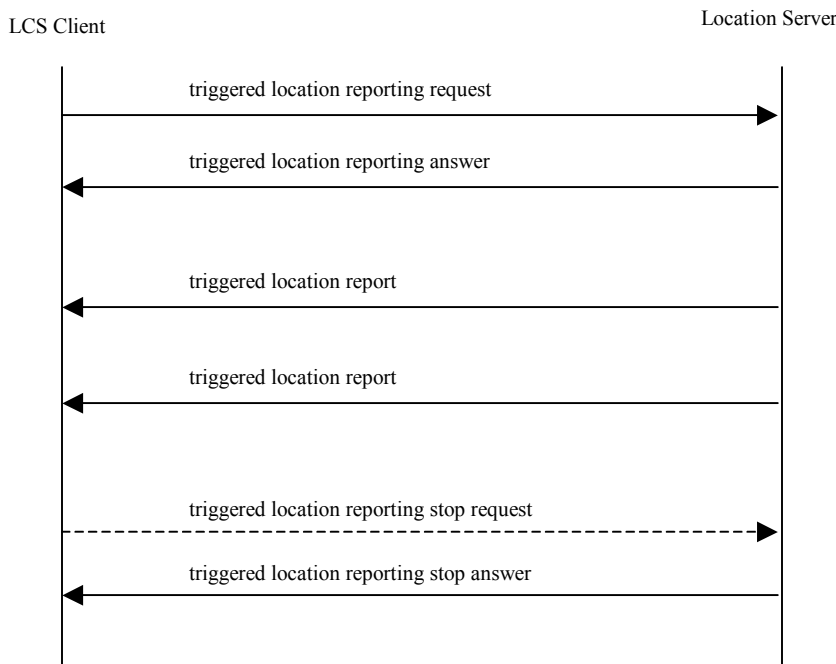 LCS Client
Location Server
triggered location reporting request
triggered location reporting answer
triggered location report
triggered location report
triggered location reporting stop request
triggered location reporting stop answer